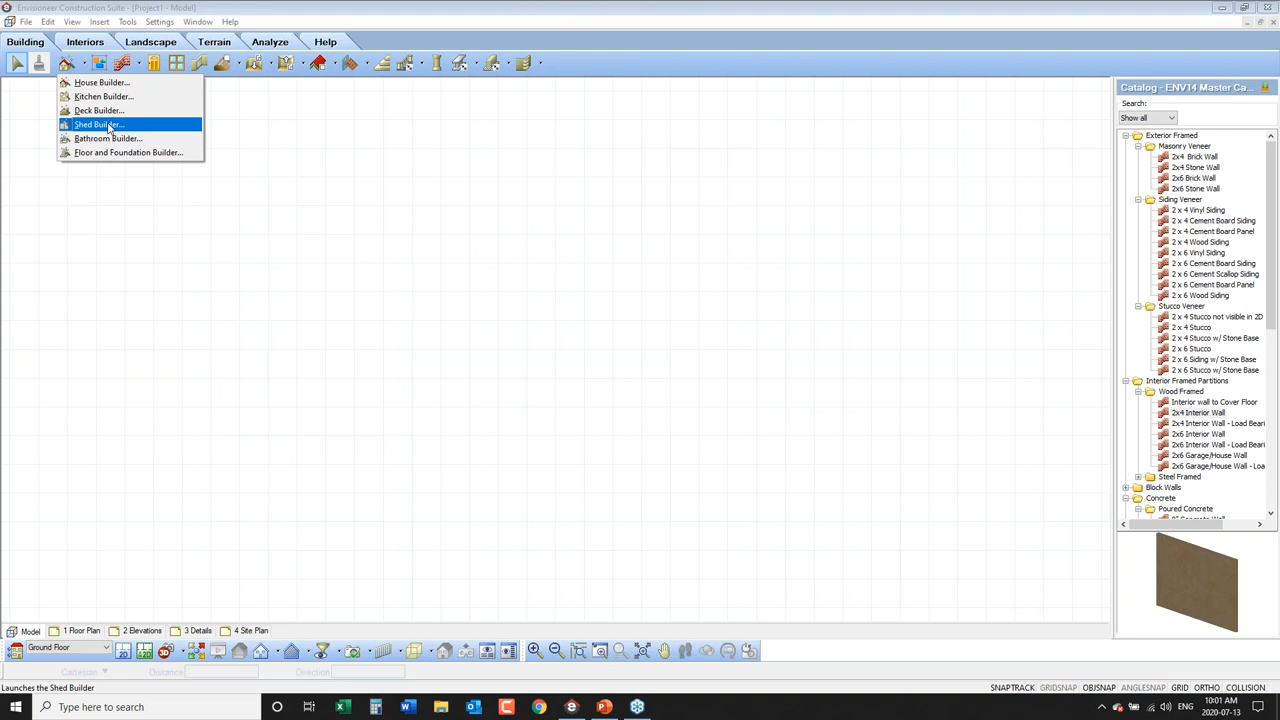 Envisioneer Construction Suite - [Project1 - Model]
File Edit View Insert Tools Settings Window Help
Building Interiors Landscape Terrain Analyze Help
House Builder...
Kitchen Builder...
Deck Builder...
Shed Builder...
Bathroom Builder...
Floor and Foundation Builder...
Catalog - ENV14 Master Ca...
Search:
Show all
Exterior Framed
Masonry Veneer
2x4 Brick Wall
2x4 Stone Wall
2x6 Brick Wall
2x6 Stone Wall
Siding Veneer
2 x 4 Vinyl Siding
2 x 4 Cement Board Siding
2 x 4 Cement Board Panel
2 x 4 Wood Siding
2 x 6 Vinyl Siding
2 x 6 Cement Board Siding
2 x 6 Cement Scallop Siding
2 x 6 Cement Board Panel
2 x 6 Wood Siding
Stucco Veneer
2 x 4 Stucco not visible in 2D
2 x 4 Stucco
2 x 4 Stucco w/ Stone Base
2 x 6 Stucco
2 x 6 Siding w/ Stone Base
2 x 6 Stucco w/ Stone Base
Interior Framed Partitions
Wood Framed
Interior wall to Cover Floor
2x4 Interior Wall
2x4 Interior Wall - Load Beari
2x6 Interior Wall
2x6 Interior Wall - Load Beari
2x6 Garage/House Wall
2x6 Garage/House Wall - Loa
Steel Framed
Block Walls
Concrete
Poured Concrete
Model 1 Floor Plan 2 Elevations 3 Details 4 Site Plan
Ground Floor 2D 3D
Cartesian Distance Direction
Launches the Shed Builder SNAPTRACK GRIDSNAP OBJSNAP ANGLESNAP GRID ORTHO COLLISION
Type here to search ENG 10:01 AM
2020-07-13